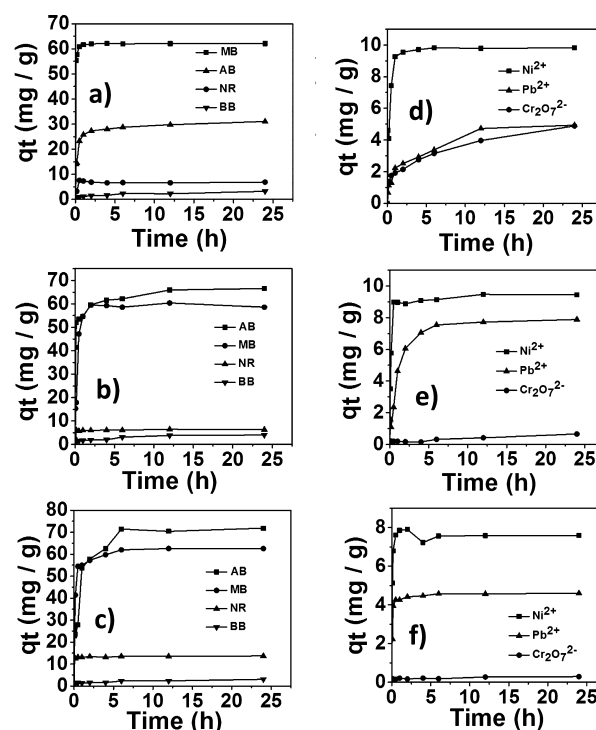 70
60
50
40
30
20
10
0
qt (mg / g)
a)
MB
AB
NR
BB
0 5 10 15 20 25
Time (h)
10
8
6
4
2
0
qt (mg / g)
d)
Ni2+
Pb2+
Cr2O72-
0 5 10 15 20 25
Time (h)
70
60
50
40
30
20
10
0
qt (mg / g)
b)
AB
MB
NR
BB
0 5 10 15 20 25
Time (h)
10
8
6
4
2
0
qt (mg / g)
e)
Ni2+
Pb2+
Cr2O72-
0 5 10 15 20 25
Time (h)
80
70
60
50
40
30
20
10
0
qt (mg / g)
c)
AB
MB
NR
BB
0 5 10 15 20 25
Time (h)
8
6
4
2
0
qt (mg / g)
f)
Ni2+
Pb2+
Cr2O72-
0 5 10 15 20 25
Time (h)